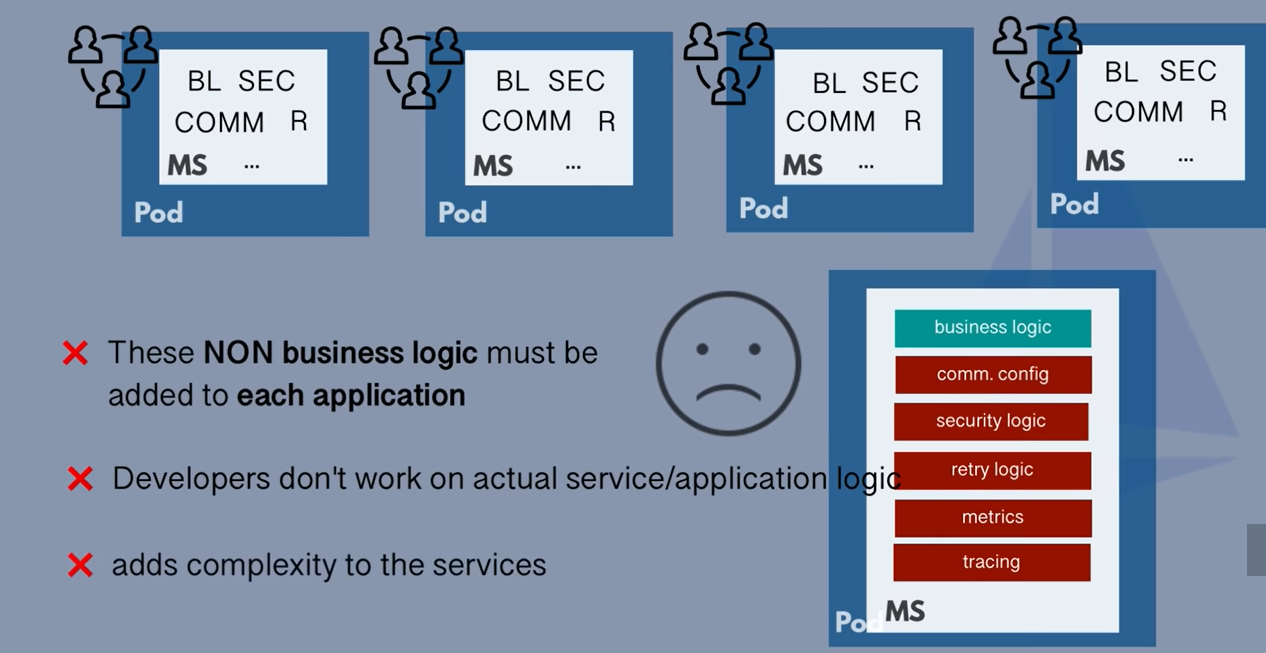 BL SEC
COMM R
MS ...
Pod
BL SEC
COMM R
MS ...
Pod
BL SEC
COMM R
MS ...
Pod
BL SEC
COMM R
MS ...
Pod
These NON business logic must be
added to each application
Developers don't work on actual service/application logic
adds complexity to the services
business logic
comm. config
security logic
retry logic
metrics
tracing
MS
Pod